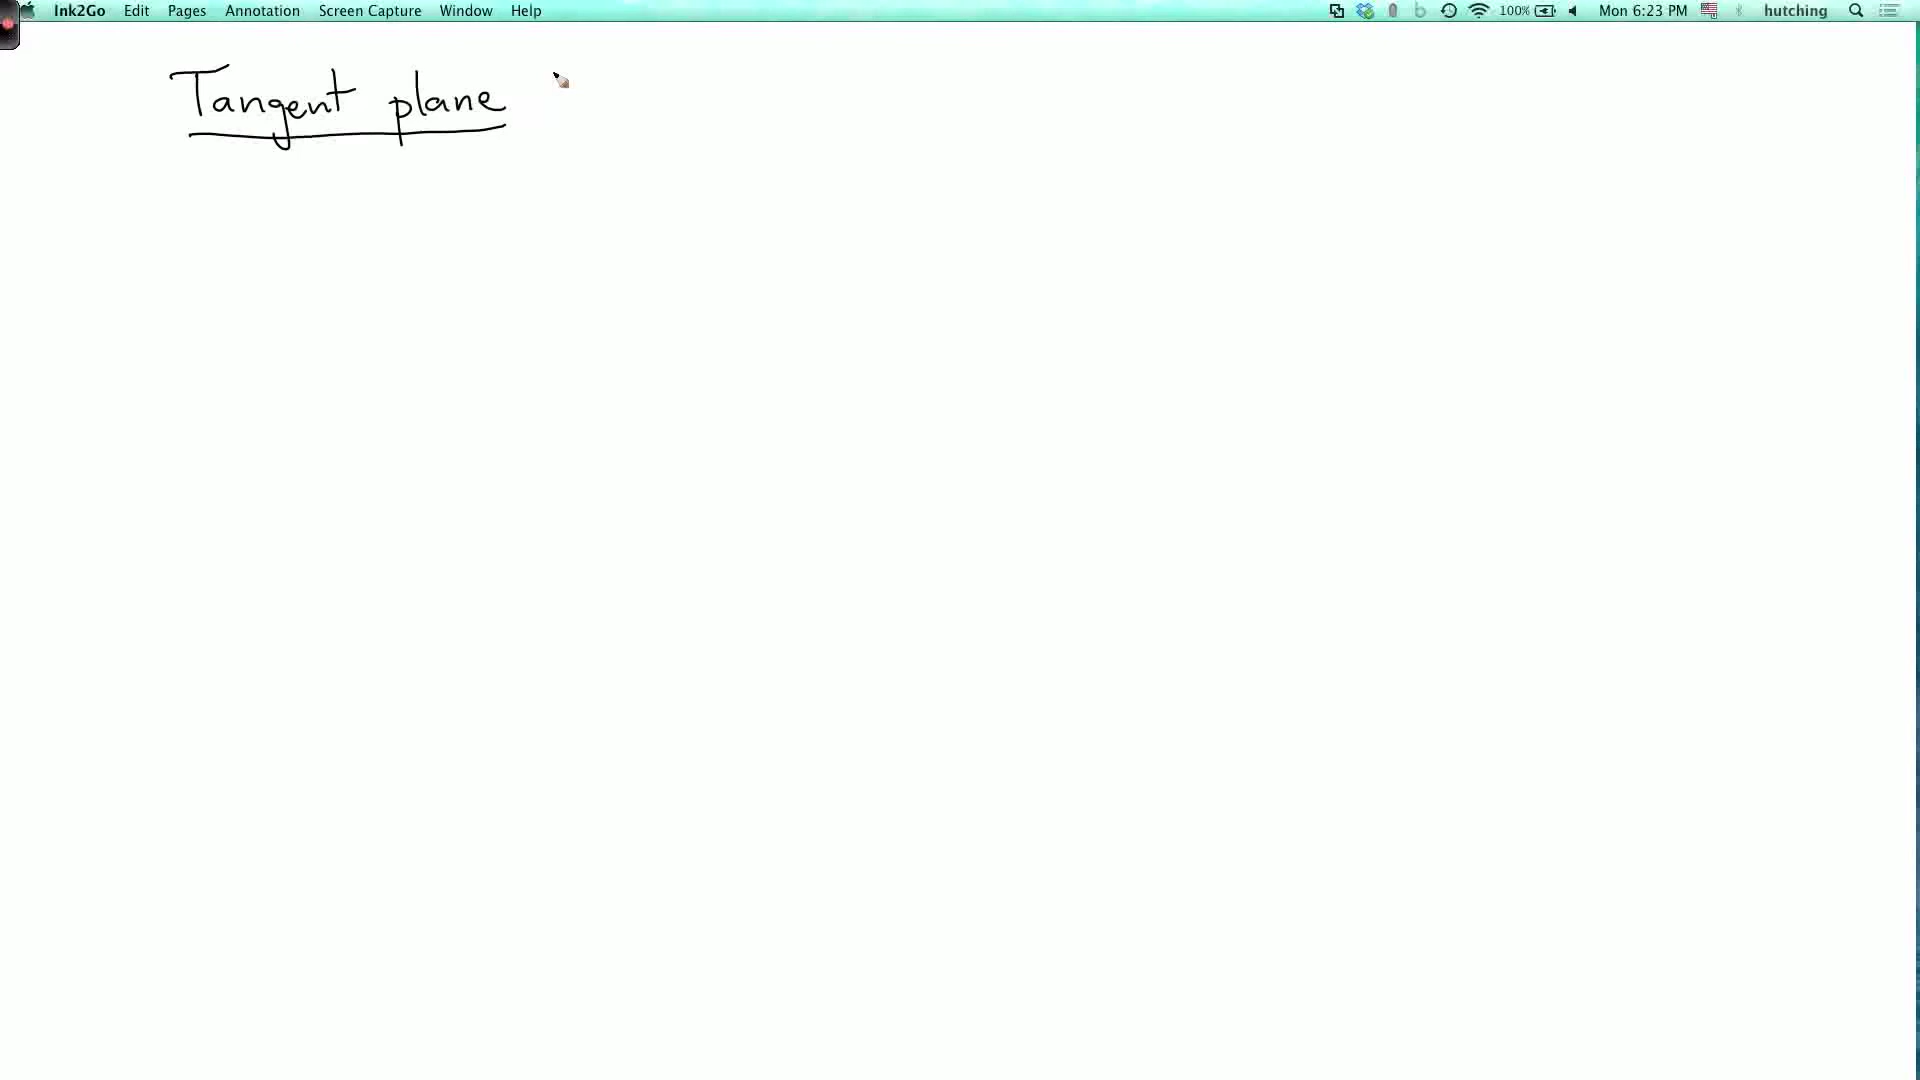 Ink2Go Edit Pages Annotation Screen Capture Window Help 100% Mon 6:23 PM hutching
Tangent plane